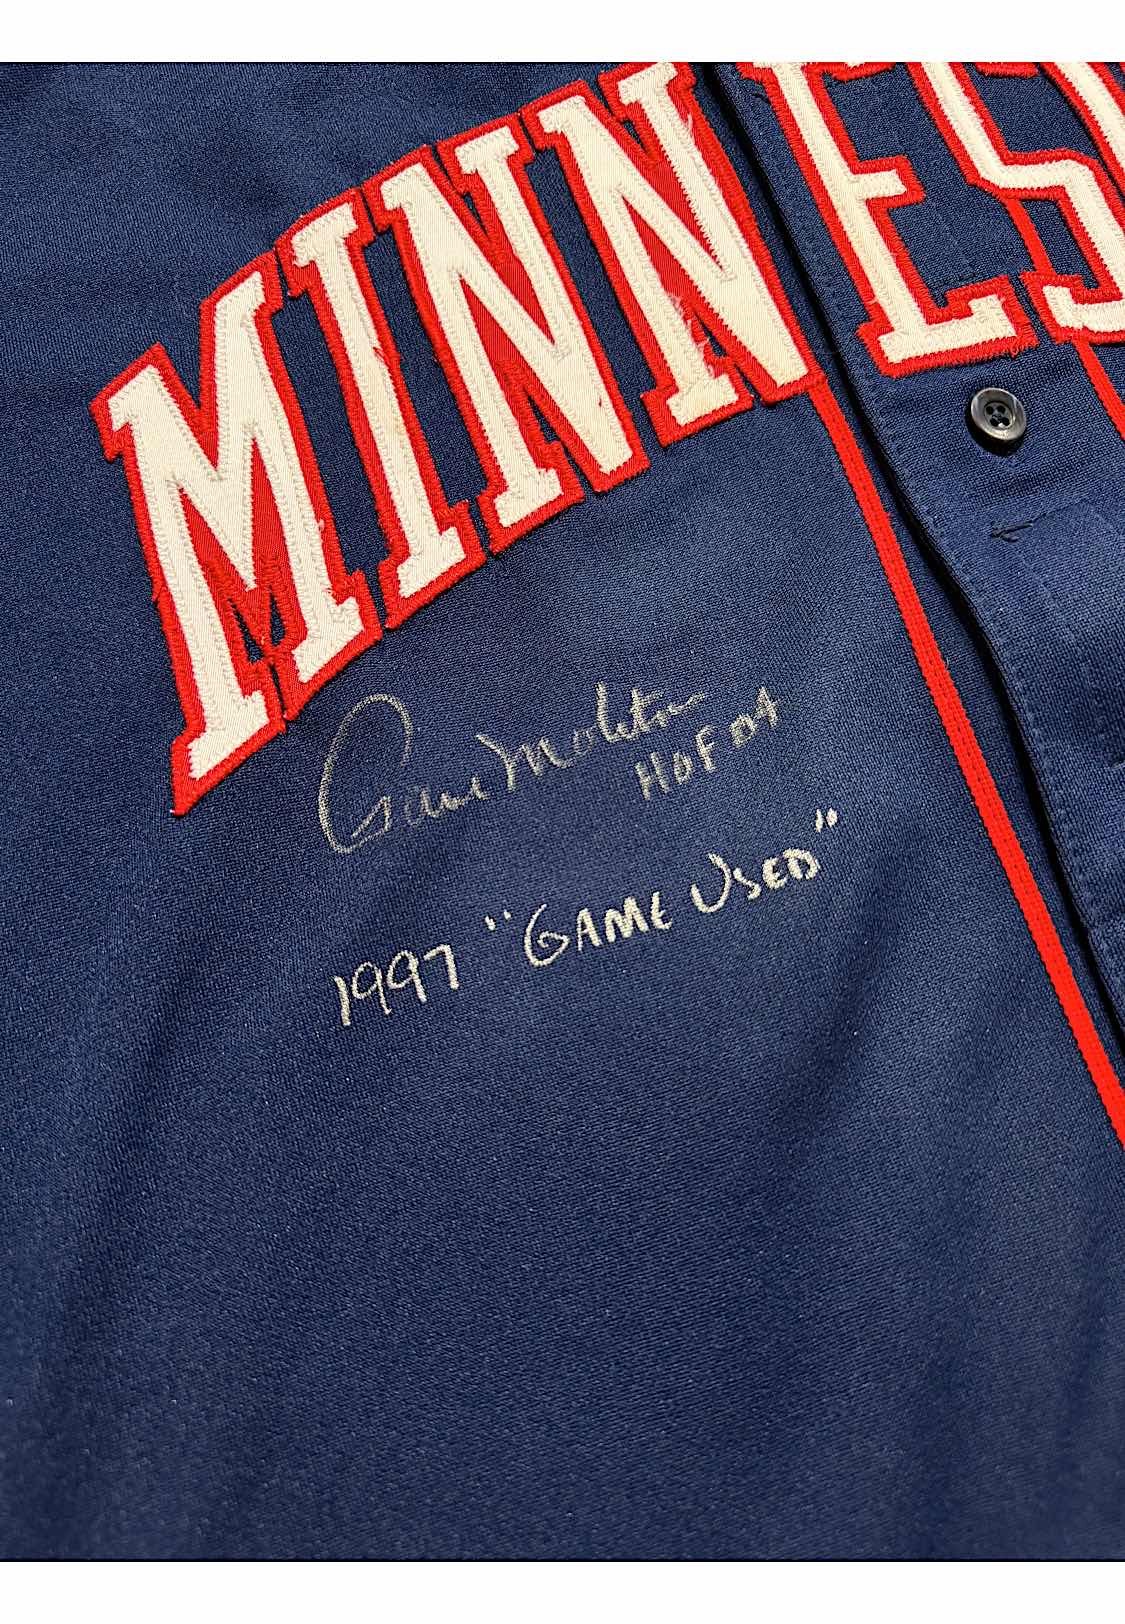 MINNES
Paul Molitor
HOF 04
1997 "GAME USED"